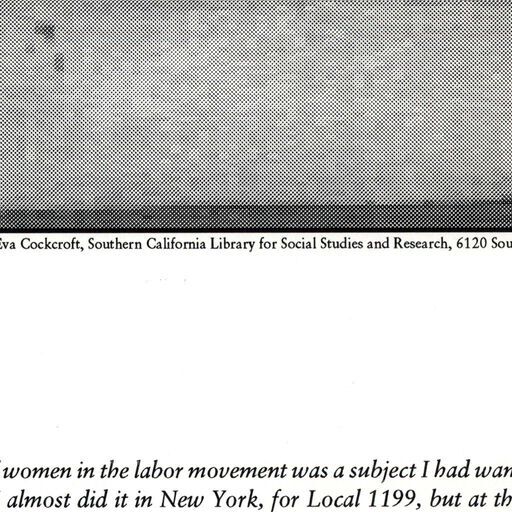 Eva Cockcroft, Southern California Library for Social Studies and Research, 6120 Sou
women in the labor movement was a subject I had wan
almost did it in New York, for Local 1199, but at th